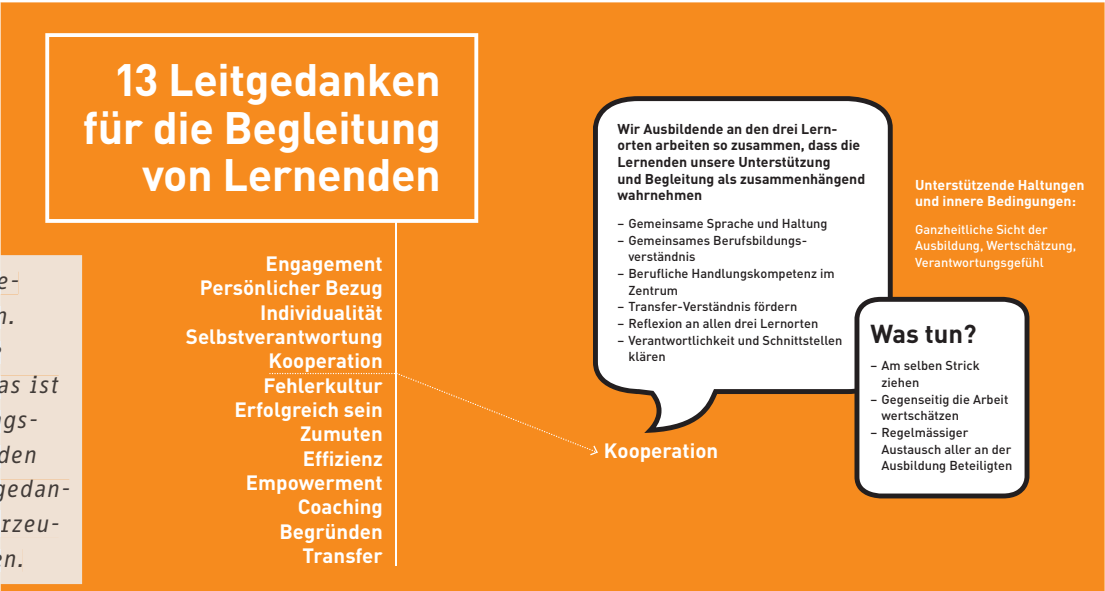 13 Leitgedanken
für die Begleitung
von Lernenden
Engagement
Persönlicher Bezug
Individualität
Selbstverantwortung
Kooperation
Fehlerkultur
Erfolgreich sein
Zumuten
Effizienz
Empowerment
Coaching
Begründen
Transfer
as ist
den
Wir Ausbildende an den drei Lern-
orten arbeiten so zusammen, dass die
Lernenden unsere Unterstützung
und Begleitung als zusammenhängend
wahrnehmen
– Gemeinsame Sprache und Haltung
– Gemeinsames Berufsbildungs-
verständnis
– Berufliche Handlungskompetenz im
Zentrum
– Transfer-Verständnis fördern
– Reflexion an allen drei Lernorten
– Verantwortlichkeit und Schnittstellen
klären
Kooperation
Unterstützende Haltungen
und innere Bedingungen:
Ganzheitliche Sicht der
Ausbildung, Wertschätzung,
Verantwortungsgefühl
Was tun?
– Am selben Strick
ziehen
– Gegenseitig die Arbeit
wertschätzen
– Regelmässiger
Austausch aller an der
Ausbildung Beteiligten